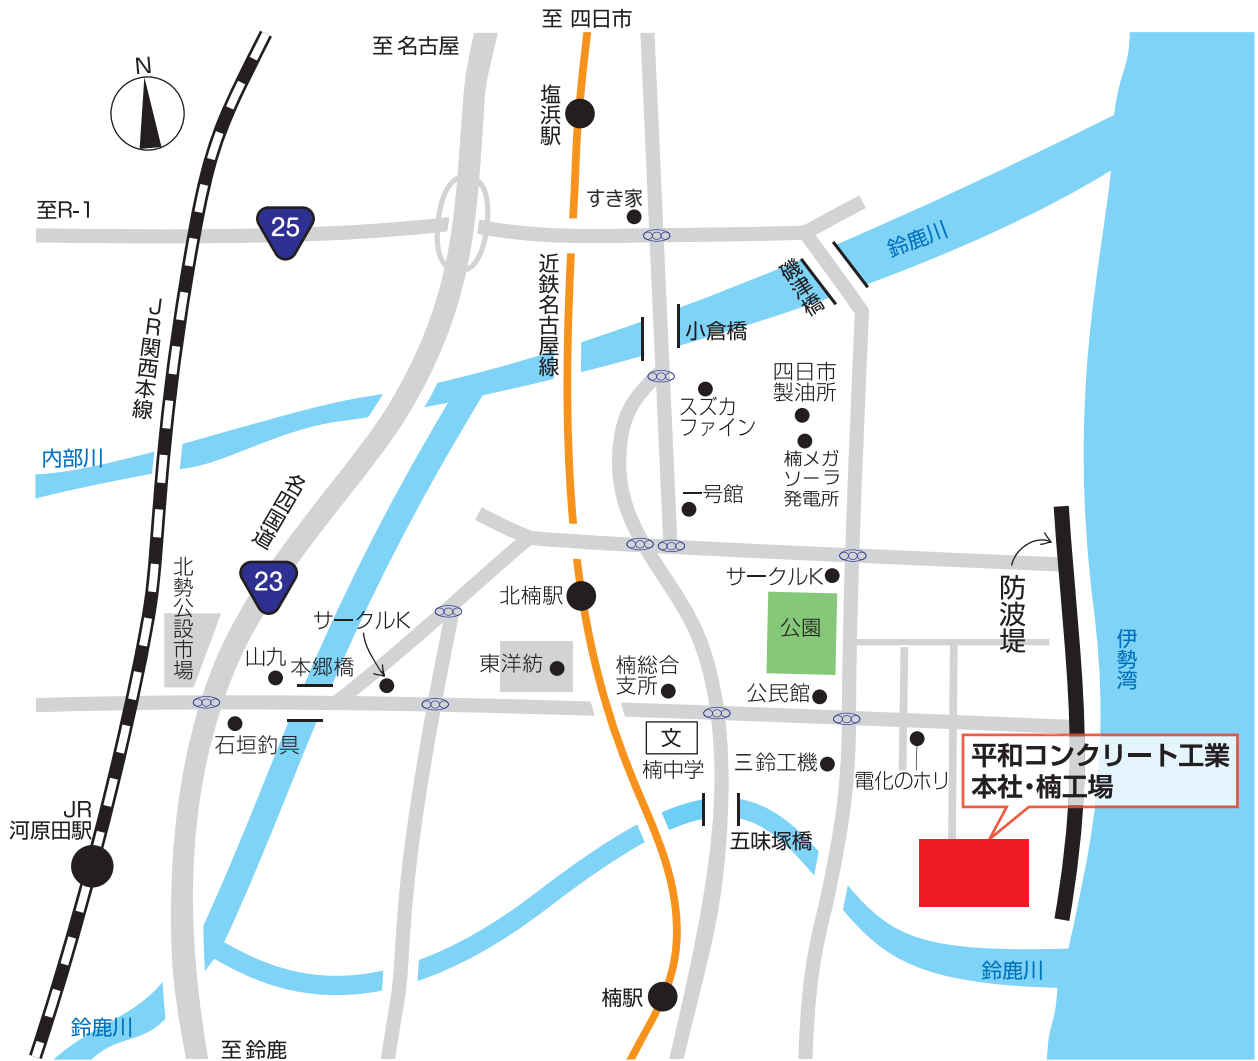 至 四日市
至 名古屋
N
塩浜駅
すき家
至R-1
25
鈴鹿川
磯津橋
近鉄名古屋線
JR関西本線
小倉橋
四日市
製油所
スズカ
ファイン
内部川
楠メガ
ソーラ
発電所
名四国道
一号館
23
北勢公設市場
サークルK
防波堤
北楠駅
サークルK
公園
伊勢湾
山九
本郷橋
東洋紡
楠総合
支所
公民館
石垣釣具
文
楠中学
三鈴工機
電化のホリ
平和コンクリート工業
本社・楠工場
JR
河原田駅
五味塚橋
鈴鹿川
楠駅
鈴鹿川
至 鈴鹿